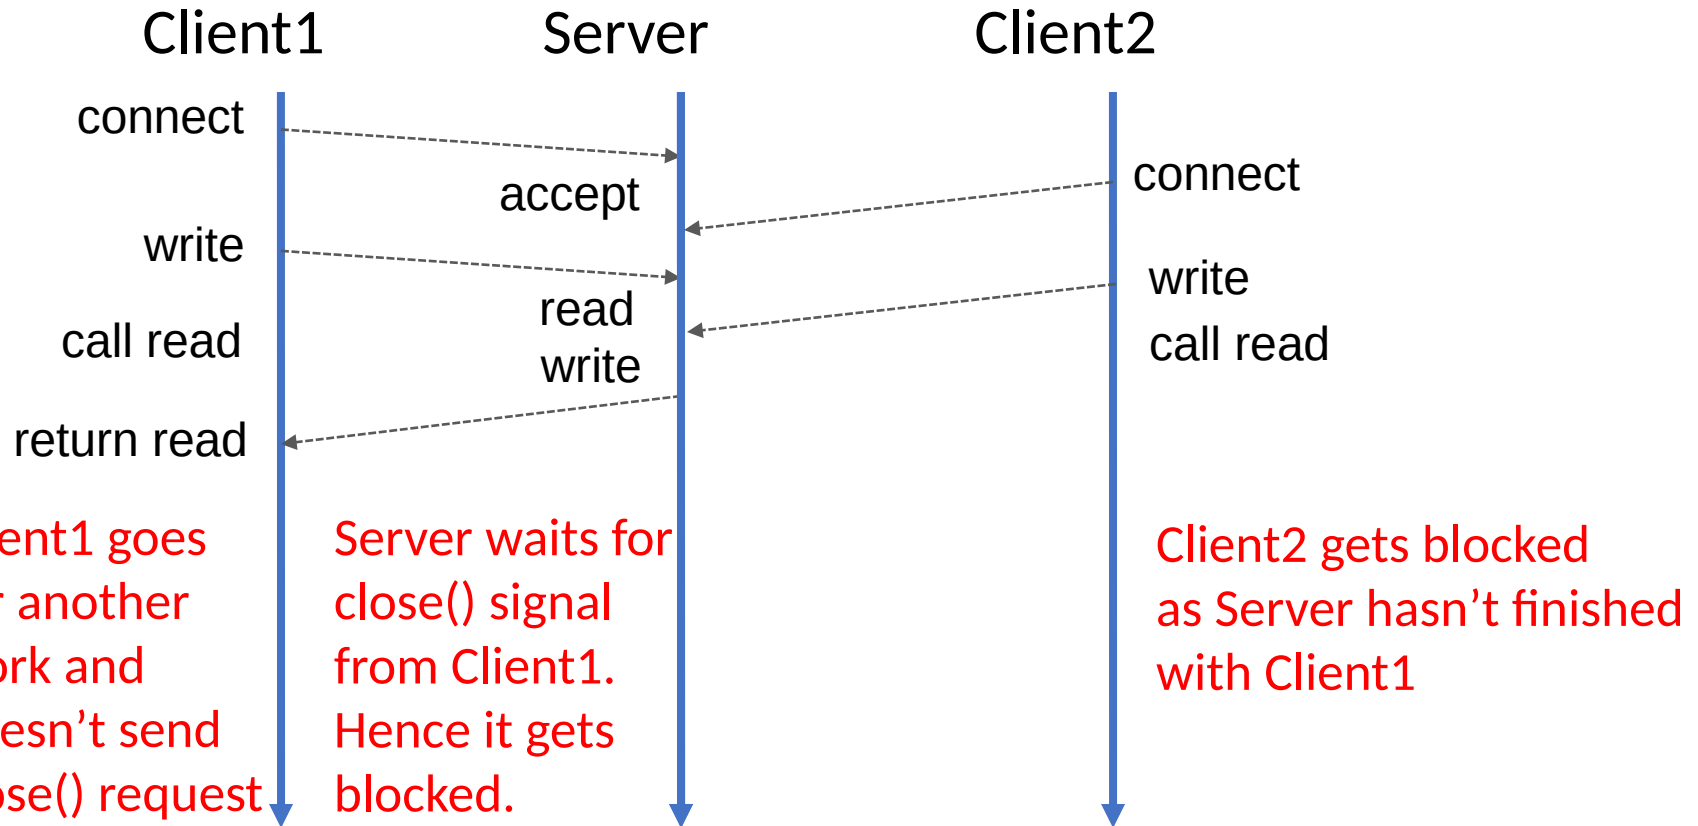 Client1
Server
Client2
connect
connect
accept
write
write
read
call read
call read
write
return read
ent1 goes
another
rk and
esn’t send
ose() request
Server waits for
close() signal
from Client1.
Hence it gets
blocked.
Client2 gets blocked
as Server hasn’t finished
with Client1